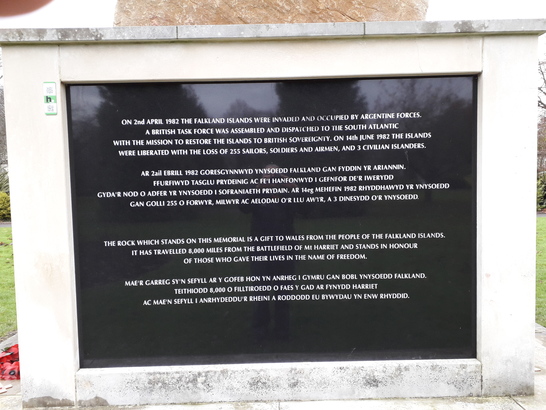 ON 2nd APRIL 1982 THE FALKLAND ISLANDS WERE INVADED AND OCCUPIED BY ARGENTINE FORCES.
A BRITISH TASK FORCE WAS ASSEMBLED AND DISPATCHED TO THE SOUTH ATLANTIC
WITH THE MISSION TO RESTORE THE ISLANDS TO BRITISH SOVEREIGNTY. ON 14th JUNE 1982 THE ISLANDS
WERE LIBERATED WITH THE LOSS OF 255 SAILORS, SOLDIERS AND AIRMEN, AND 3 CIVILIAN ISLANDERS.
AR 2ail EBRILL 1982 GORESGYNNWYD YNYSOEDD FALKLAND GAN FYDDIN YR ARIANNIN.
FFURFIWYD TASGLU PRYDEINIG AC FE'I HANFONWYD I GEFNFOR DE'R IWERYDD
GYDA'R NOD O ADFER YR YNYSOEDD I SOFRANIAETH PRYDAIN. AR 14eg MEHEFIN 1982 RHYDDHAWYD YR YNYSOEDD
GAN GOLLI 255 O FORWYR, MILWYR AC AELODAU O'R LLU AWYR, A 3 DINESYDD O'R YNYSOEDD.
THE ROCK WHICH STANDS ON THIS MEMORIAL IS A GIFT TO WALES FROM THE PEOPLE OF THE FALKLAND ISLANDS.
IT HAS TRAVELLED 8,000 MILES FROM THE BATTLEFIELD OF Mt HARRIET AND STANDS IN HONOUR
OF THOSE WHO GAVE THEIR LIVES IN THE NAME OF FREEDOM.
MAE'R GARREG SY'N SEFYLL AR Y GOFEB HON YN ANRHEG I GYMRU GAN BOBL YNYSOEDD FALKLAND.
TEITHIODD 8,000 O FILLTIROEDD O FAES Y GAD AR FYNYDD HARRIET
AC MAE'N SEFYLL I ANRHYDEDDU'R RHEINI A RODDODD EU BYWYDAU YN ENW RHYDDID.